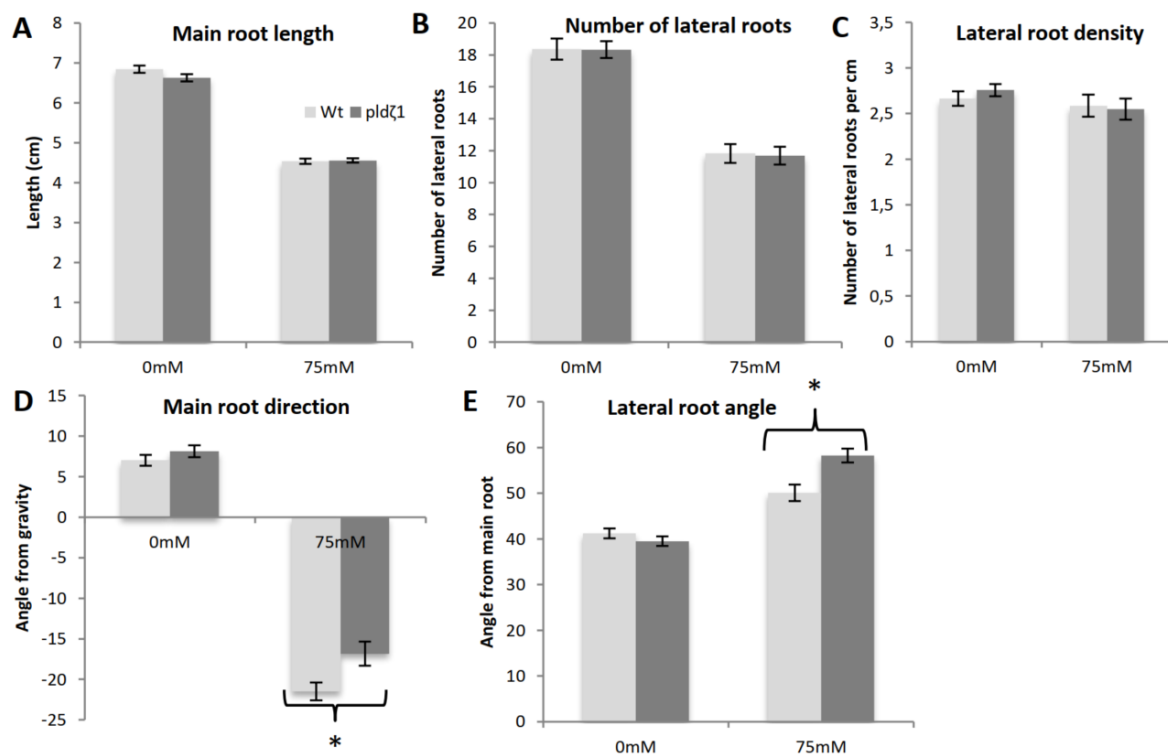 A
Main root length
Length (cm)
8
7
6
5
4
3
2
1
0
Wt
pldζ1
0mM
75mM
B
Number of lateral roots
Number of lateral roots
20
18
16
14
12
10
8
6
4
2
0
0mM
75mM
C
Lateral root density
Number of lateral roots per cm
3,5
3
2,5
2
1,5
1
0,5
0
0mM
75mM
D
Main root direction
Angle from gravity
15
10
5
0
-5
-10
-15
-20
-25
0mM
75mM
*
E
Lateral root angle
Angle from main root
70
60
50
40
30
20
10
0
*
0mM
75mM